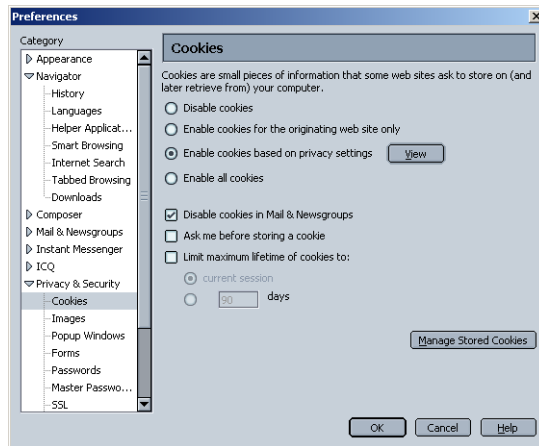 Preferences
Category
Appearance
Navigator
History
Languages
Helper Applicat...
Smart Browsing
Internet Search
Tabbed Browsing
Downloads
Composer
Mail & Newsgroups
Instant Messenger
ICQ
Privacy & Security
Cookies
Images
Popup Windows
Forms
Passwords
Master Passwo...
SSL
Cookies
Cookies are small pieces of information that some web sites ask to store on (and
later retrieve from) your computer.
Disable cookies
Enable cookies for the originating web site only
Enable cookies based on privacy settings
View
Enable all cookies
Disable cookies in Mail & Newsgroups
Ask me before storing a cookie
Limit maximum lifetime of cookies to:
current session
90 days
Manage Stored Cookies
OK Cancel Help